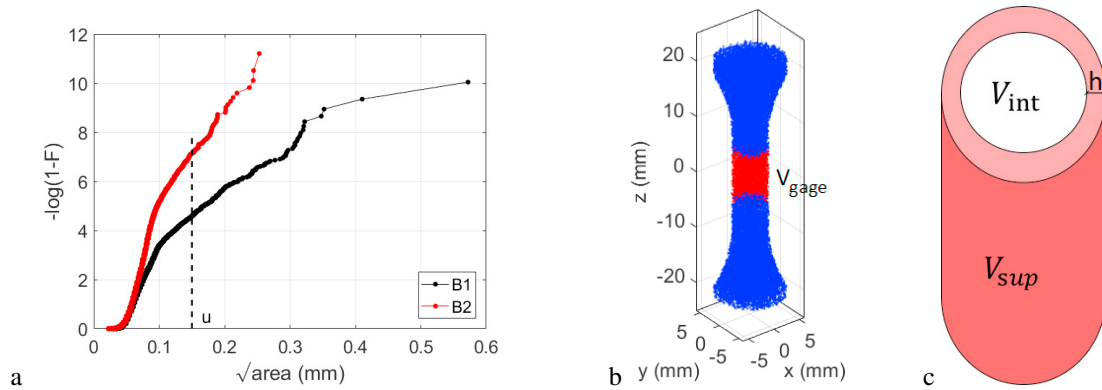 12
10
8
6
4
2
0
-log(1-F)
0 0.1 0.2 0.3 0.4 0.5 0.6
√area (mm)
u
B1
B2
a
20
10
0
-10
-20
z (mm)
V_gage
5
0
-5
y (mm)
-5
0
5
x (mm)
b
V_int
h
V_sup
c